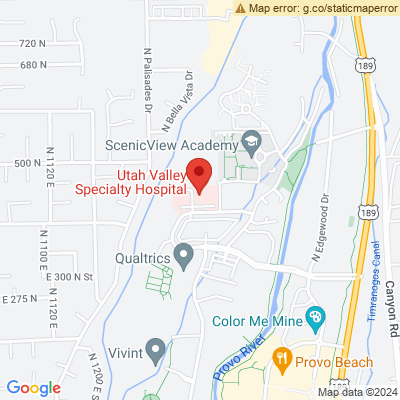 Map error: g.co/staticmaperror
720 N
680 N
N Palisades Dr
N Bella Vista Dr
189
ScenicView Academy
500 N
N 1120 E
Utah Valley
Specialty Hospital
N Edgewood Dr
189
N 1100 E
Qualtrics
E 300 N St
E 275 N
N 1120 E
Timpanogos Canal
Canyon Rd
Color Me Mine
Provo River
Vivint
N 1200 E St
Provo Beach
Google
Map data ©2024